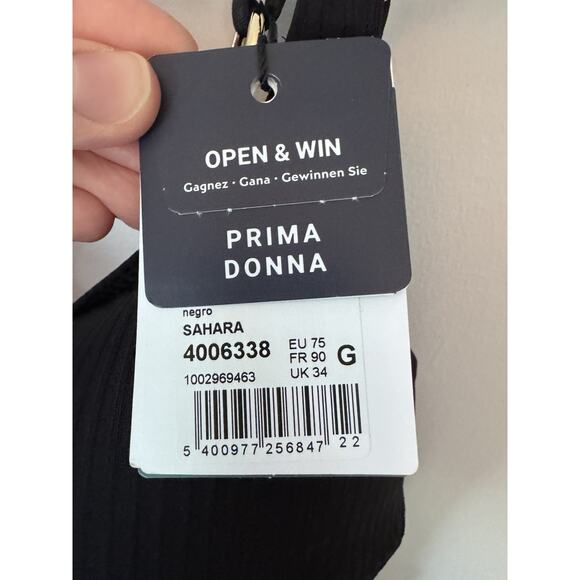 OPEN & WIN
Gagnez • Gana • Gewinnen Sie
PRIMA
DONNA
negro
SAHARA
4006338
1002969463
EU 75
FR 90
UK 34
G
5 400977 256847 22